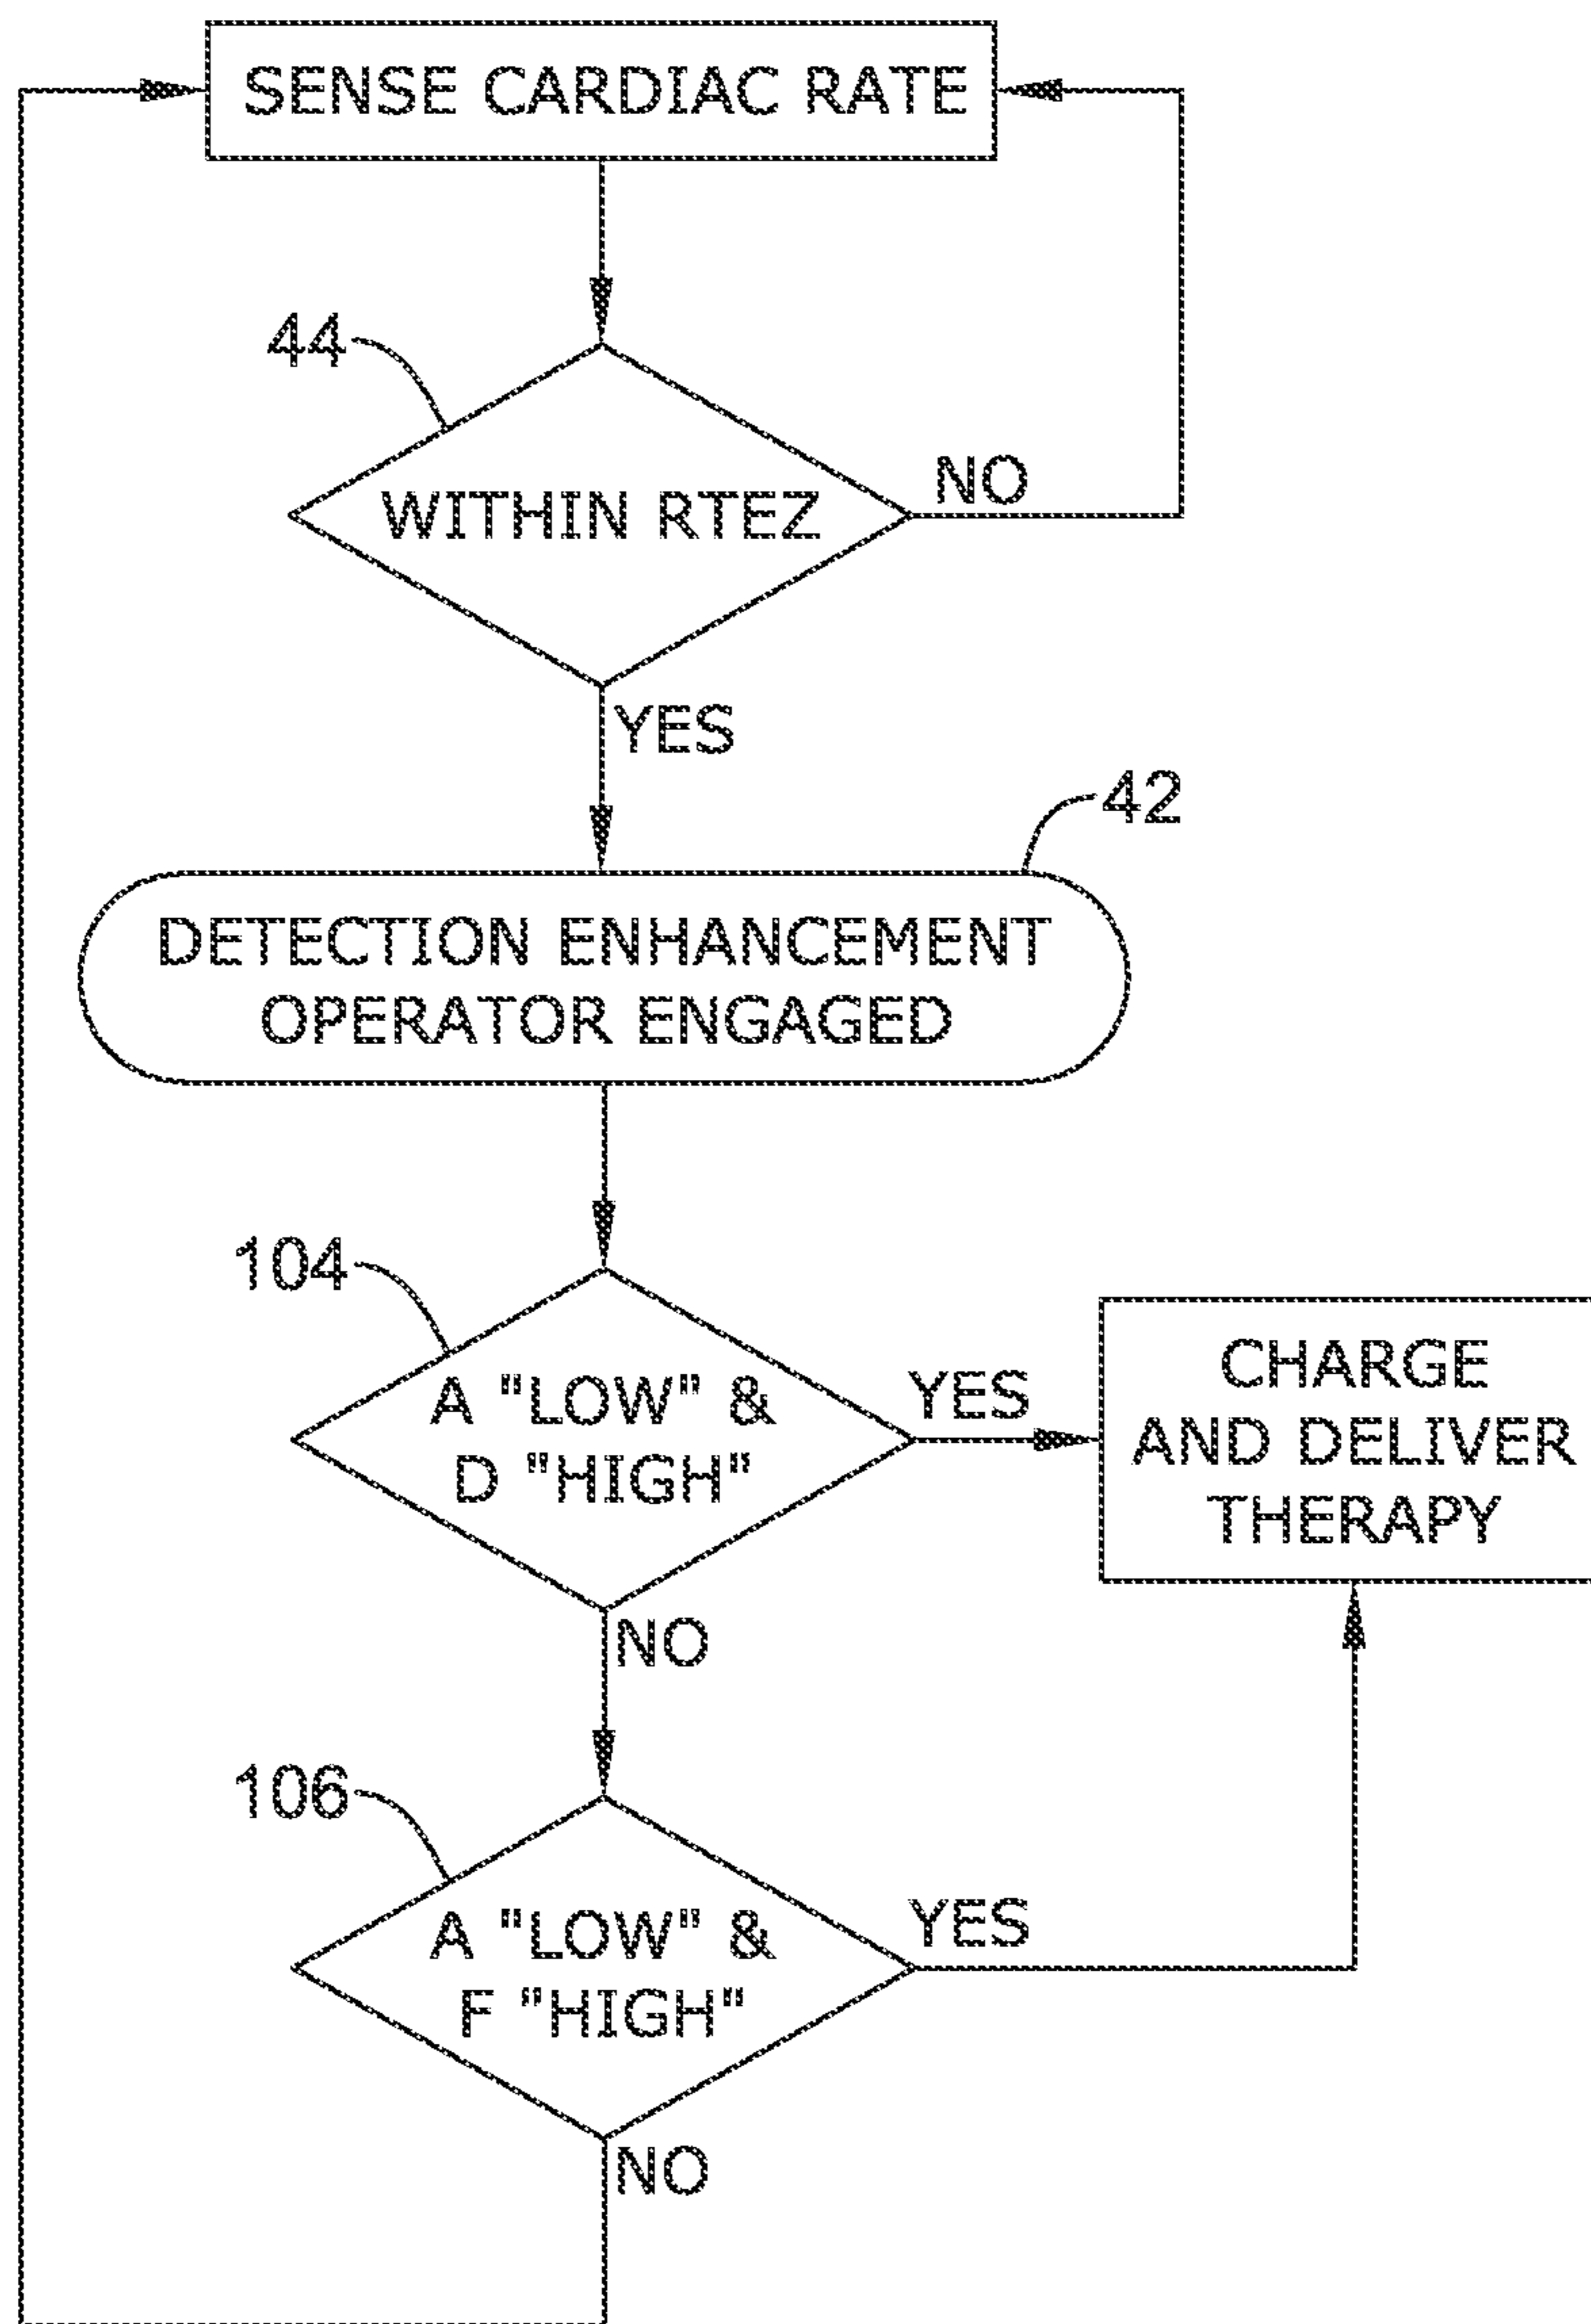 SENSE CARDIAC RATE
44
WITHIN RTEZ
NO
YES
42
DETECTION ENHANCEMENT
OPERATOR ENGAGED
104
A "LOW" &
D "HIGH"
YES
CHARGE
AND DELIVER
THERAPY
NO
106
A "LOW" &
F "HIGH"
YES
NO